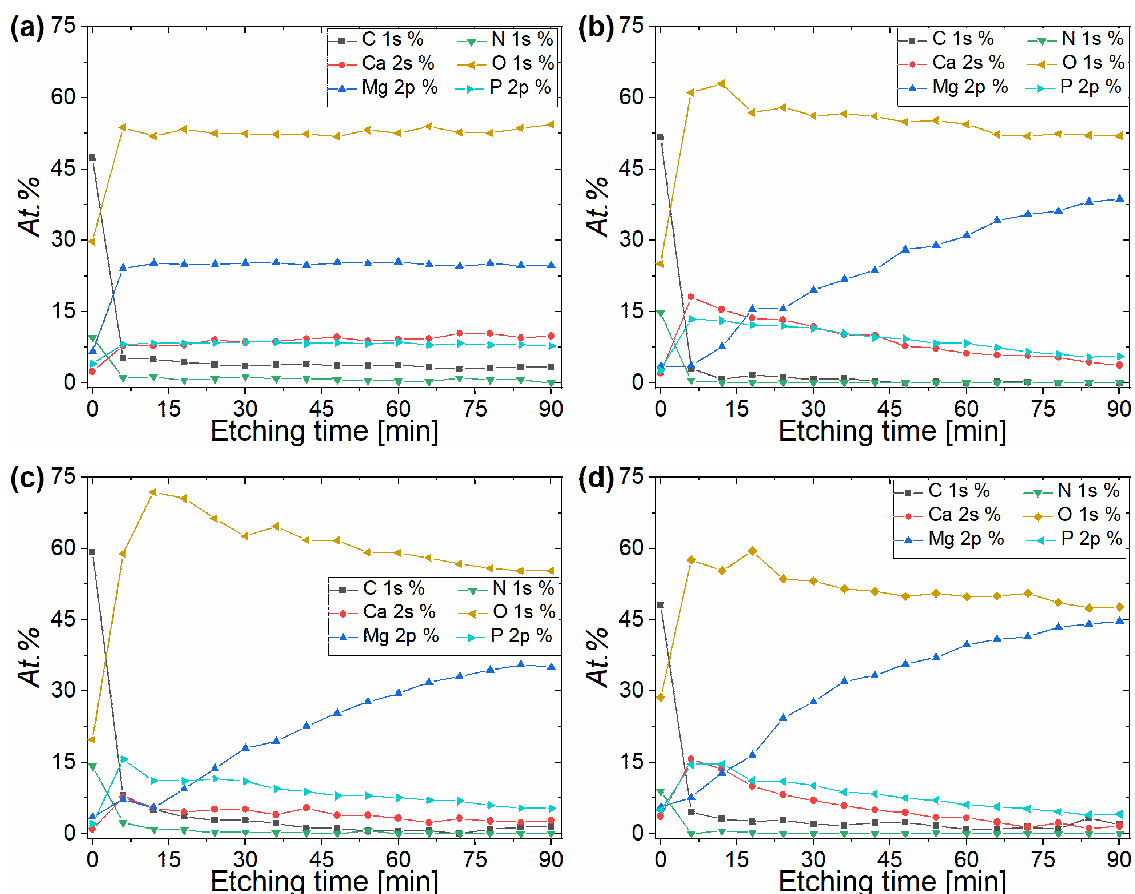 (a)
75
60
45
30
15
0
At. %
C 1s % N 1s %
Ca 2s % O 1s %
Mg 2p % P 2p %
0 15 30 45 60 75 90
Etching time [min]
(b)
75
60
45
30
15
0
At. %
C 1s % N 1s %
Ca 2s % O 1s %
Mg 2p % P 2p %
0 15 30 45 60 75 90
Etching time [min]
(c)
75
60
45
30
15
0
At. %
C 1s % N 1s %
Ca 2s % O 1s %
Mg 2p % P 2p %
0 15 30 45 60 75 90
Etching time [min]
(d)
75
60
45
30
15
0
At. %
C 1s % N 1s %
Ca 2s % O 1s %
Mg 2p % P 2p %
0 15 30 45 60 75 90
Etching time [min]